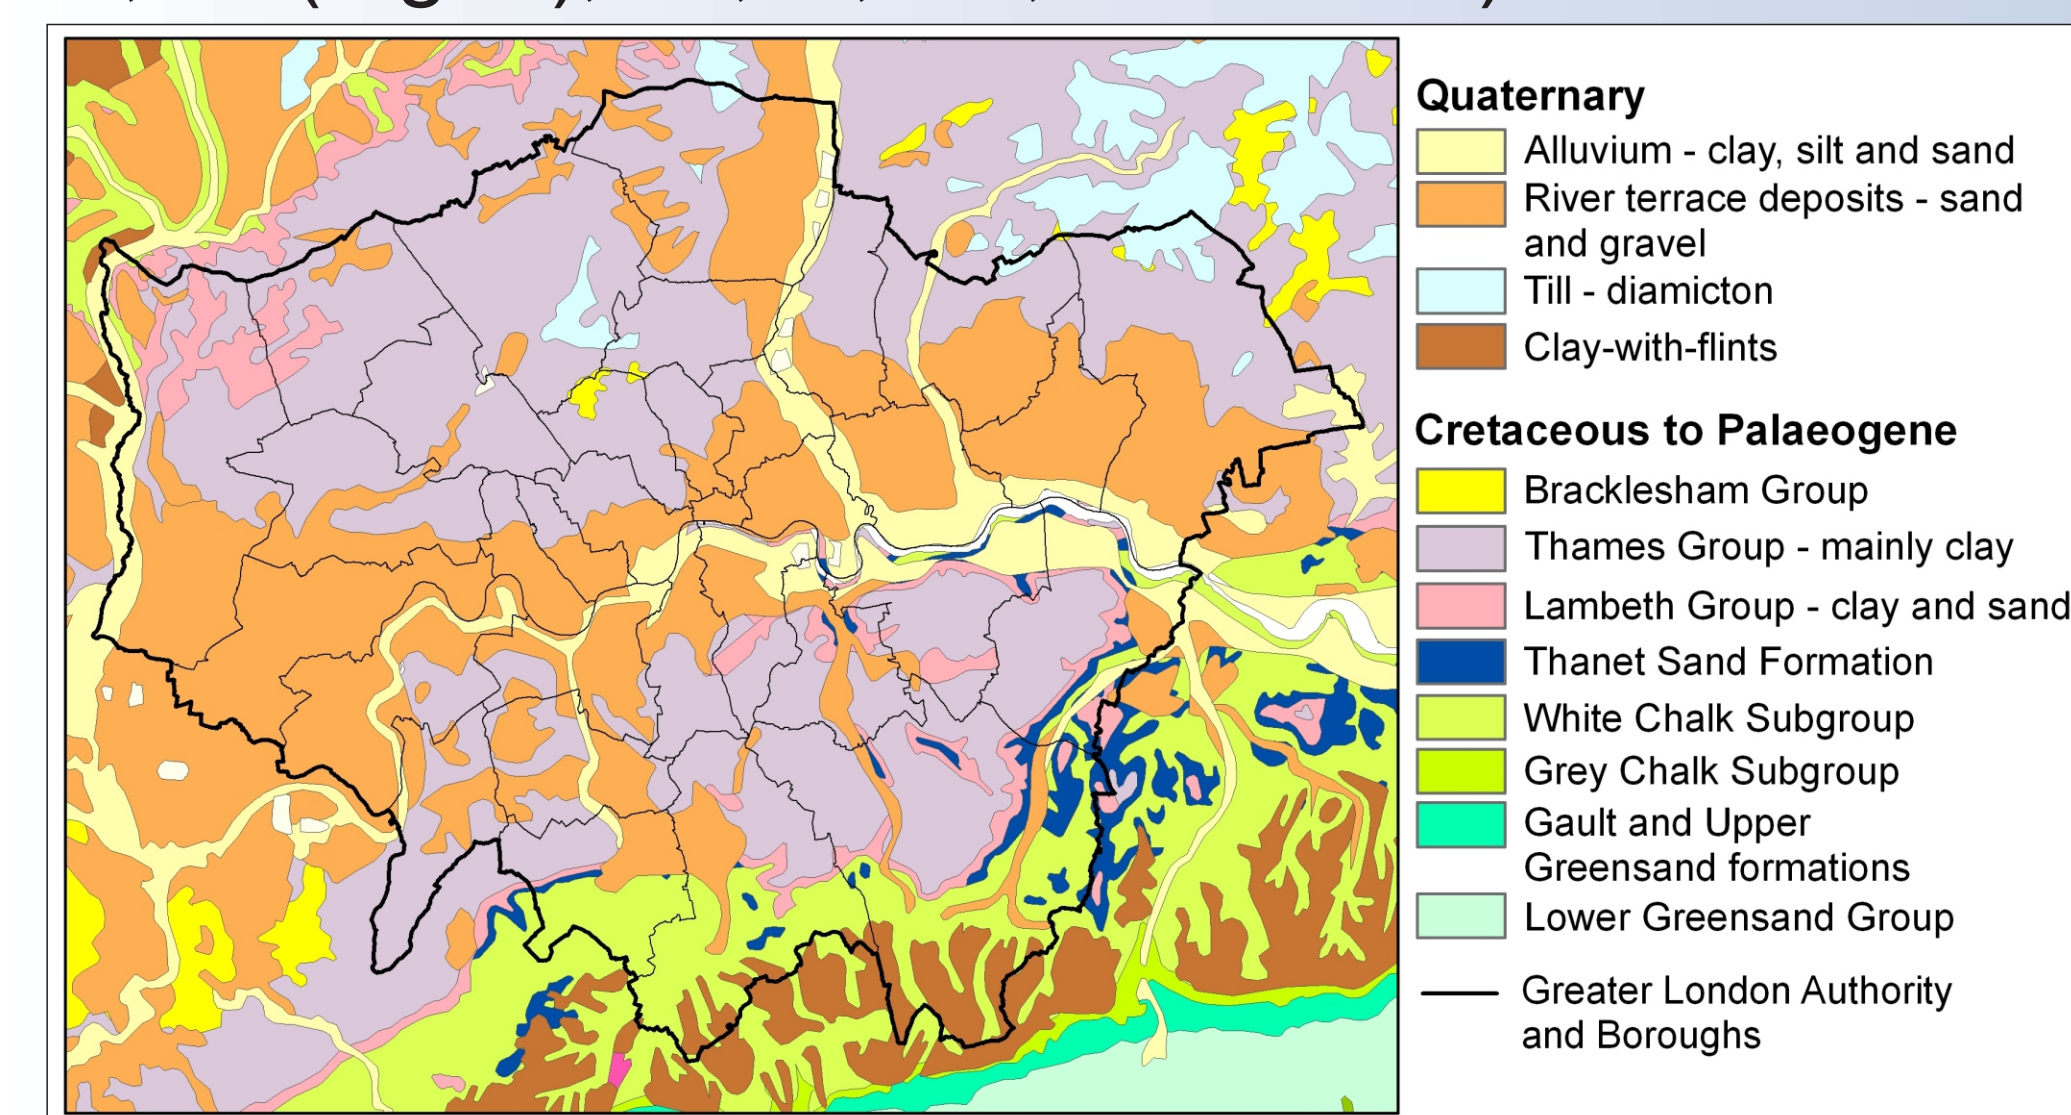 Quaternary
Alluvium - clay, silt and sand
River terrace deposits - sand
and gravel
Till - diamicton
Clay-with-flints
Cretaceous to Palaeogene
Bracklesham Group
Thames Group - mainly clay
Lambeth Group - clay and sand
Thanet Sand Formation
White Chalk Subgroup
Grey Chalk Subgroup
Gault and Upper
Greensand formations
Lower Greensand Group
Greater London Authority
and Boroughs